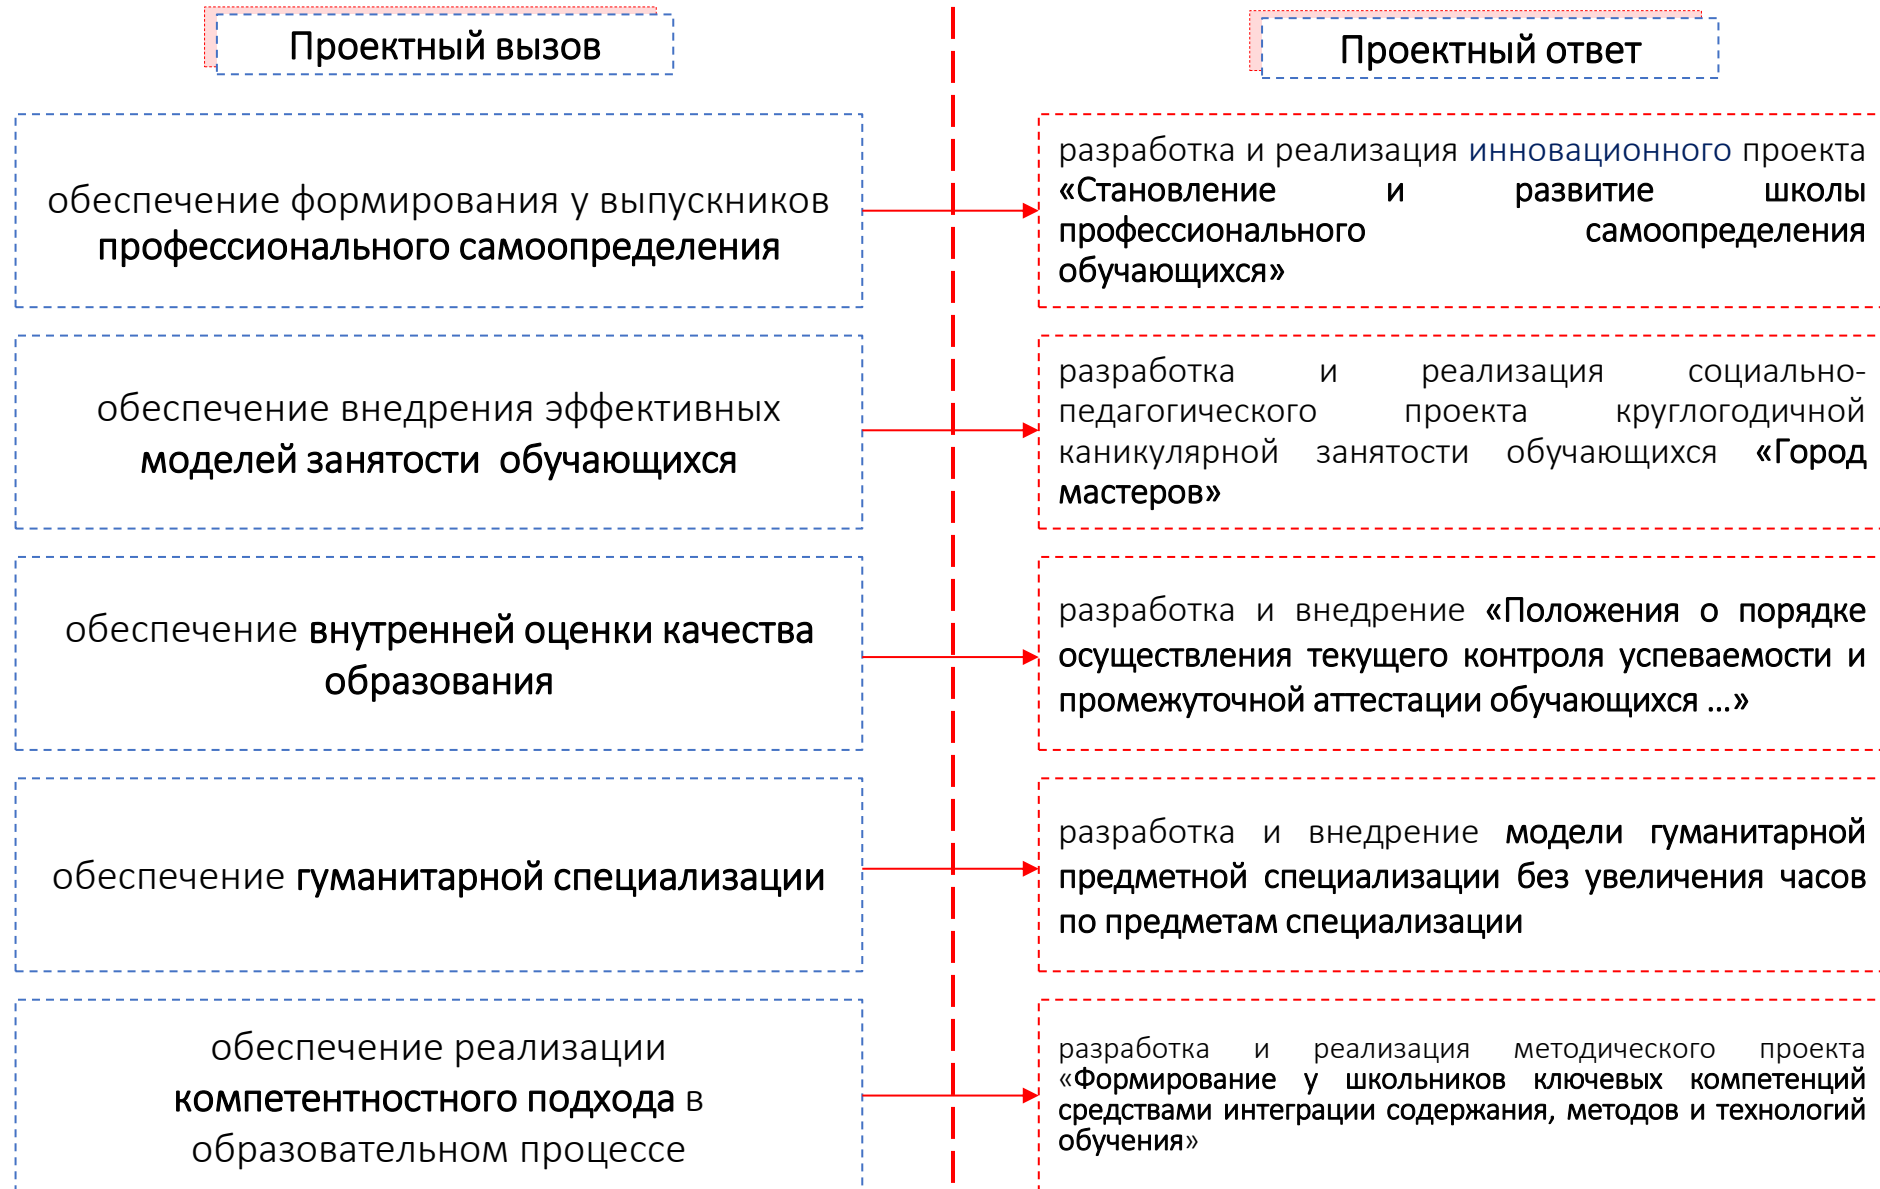 Проектный вызов
Проектный ответ
обеспечение формирования у выпускников
профессионального самоопределения
разработка и реализация инновационного проекта
«Становление и развитие школы
профессионального самоопределения
обучающихся»
обеспечение внедрения эффективных
моделей занятости обучающихся
разработка и реализация социально-
педагогического проекта круглогодичной
каникулярной занятости обучающихся «Город
мастеров»
обеспечение внутренней оценки качества
образования
разработка и внедрение «Положения о порядке
осуществления текущего контроля успеваемости и
промежуточной аттестации обучающихся ...»
обеспечение гуманитарной специализации
разработка и внедрение модели гуманитарной
предметной специализации без увеличения часов
по предметам специализации
обеспечение реализации
компетентностного подхода в
образовательном процессе
разработка и реализация методического проекта
«Формирование у школьников ключевых компетенций
средствами интеграции содержания, методов и технологий
обучения»